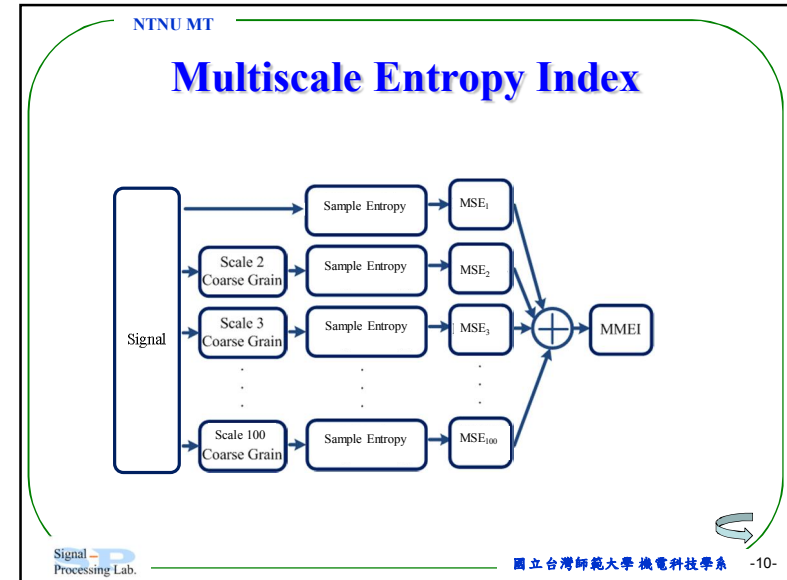 NTNU MT
Multiscale Entropy Index
Signal
Sample Entropy
MSE₁
Scale 2
Coarse Grain
Sample Entropy
MSE₂
Scale 3
Coarse Grain
Sample Entropy
MSE₃
. . .
. . .
. . .
Scale 100
Coarse Grain
Sample Entropy
MSE₁₀₀
MMEI
Signal
Processing Lab.
SP
國立台灣師範大學 機電科技學系
-10-